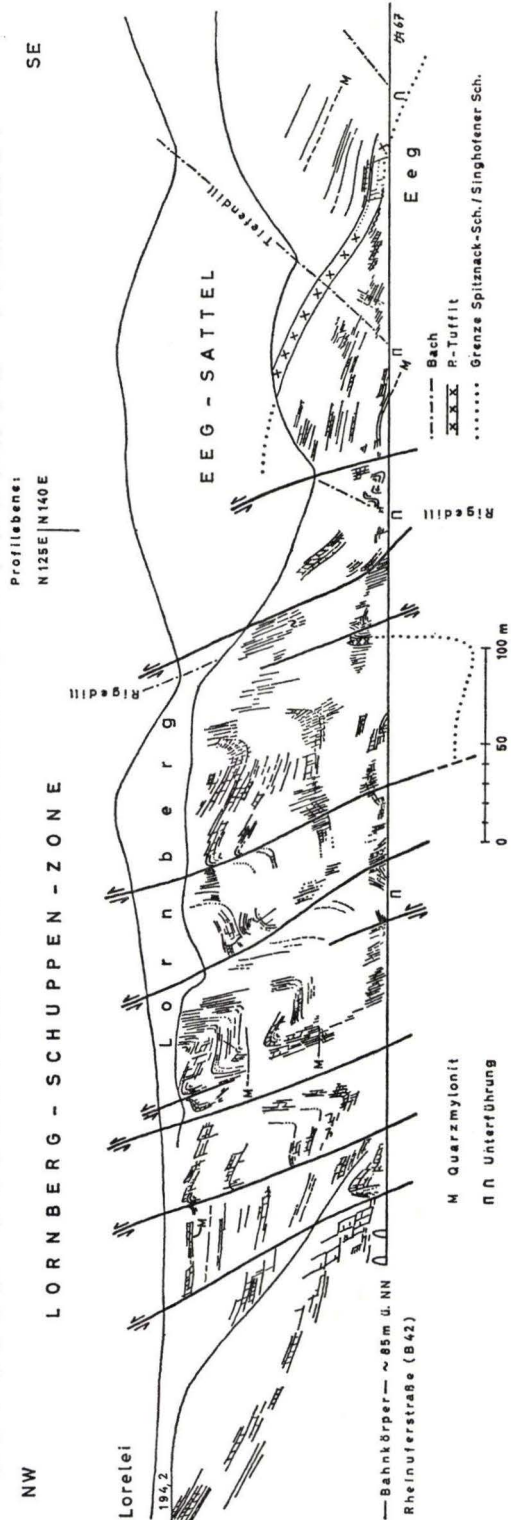 NW
SE
Profilebene:
N125E | N140E
LORNBERG - SCHUPPEN - ZONE
EEG - SATTEL
Lorelei
194,2
Lornberg
Rigedill
Tiefendill
M
M
M
M
M
Rigedill
Eeg
67
Bahnkörper — ~ 85m ü. NN
Rheinuferstraße (B42)
M Quarzmylonit
Unterführung
0 50 100 m
Bach
P.-Tuffit
Grenze Spitznack-Sch. / Singhofener Sch.